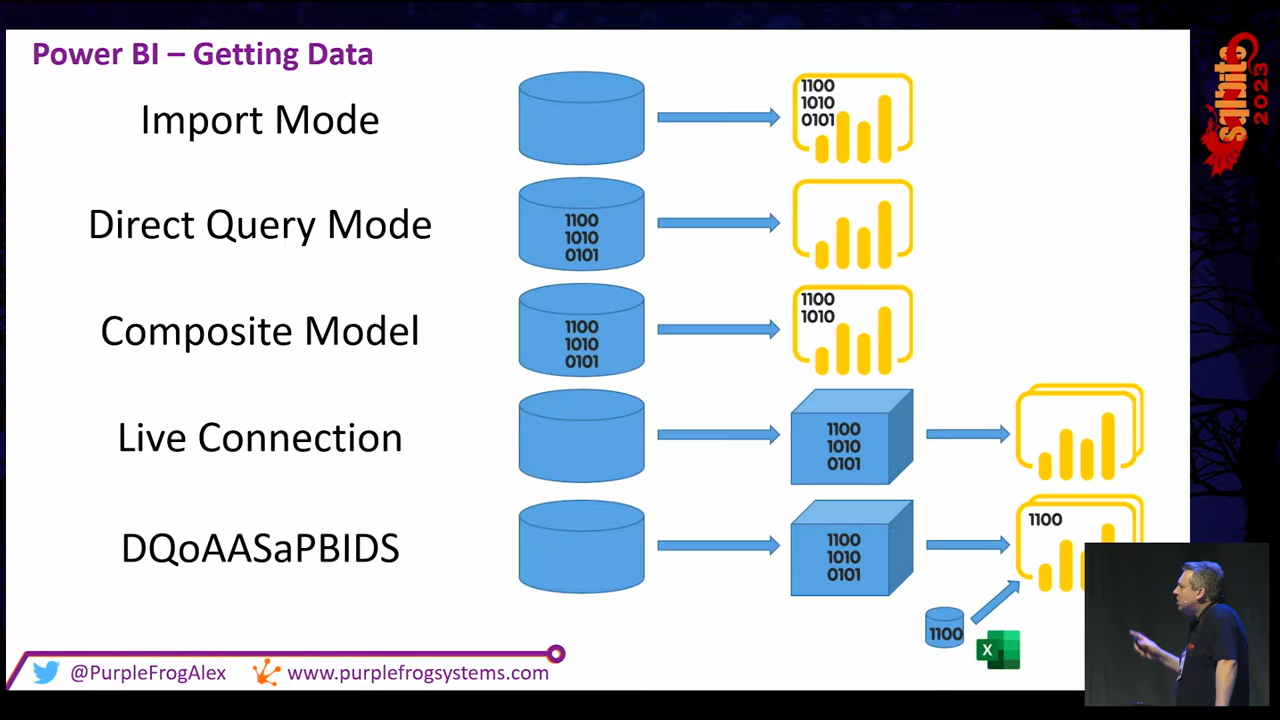 Power BI – Getting Data
sqlbits 2023
Import Mode
1100
1010
0101
Direct Query Mode
1100
1010
0101
Composite Model
1100
1010
0101
1100
1010
Live Connection
1100
1010
0101
DQoAASaPBIDS
1100
1010
0101
1100
1100
X
@PurpleFrogAlex
www.purplefrogsystems.com